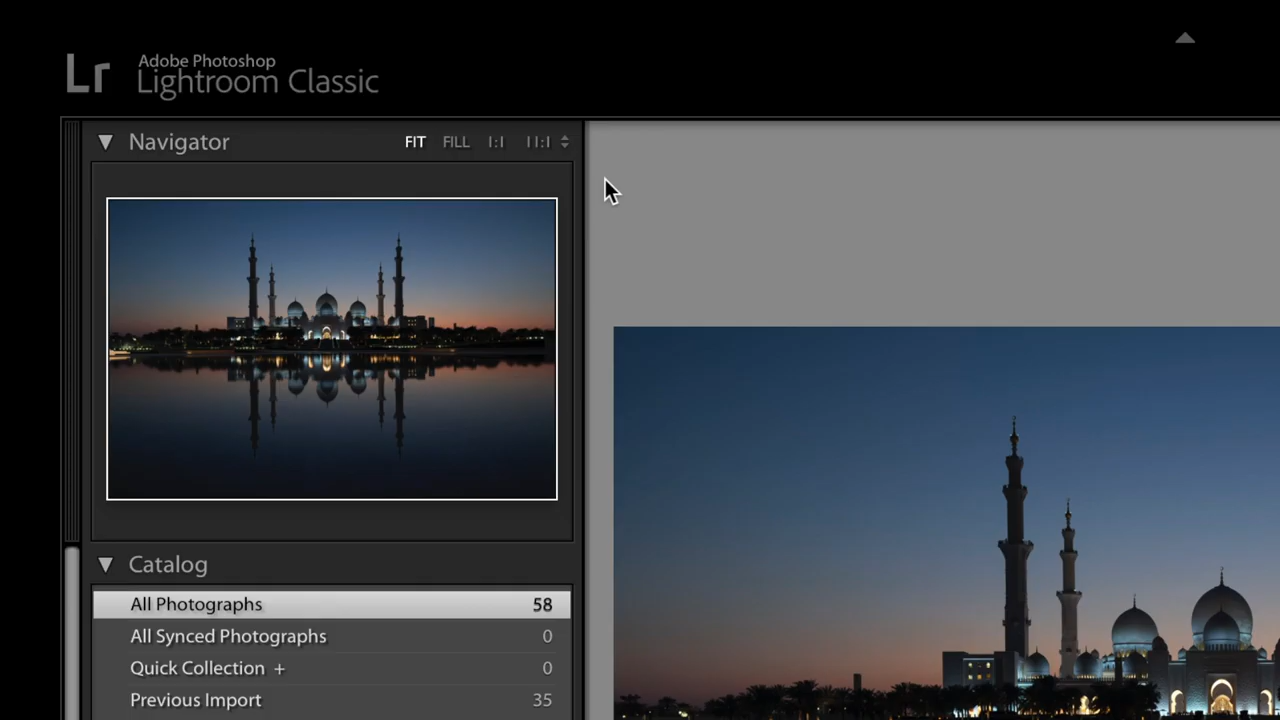 Lr
Adobe Photoshop
Lightroom Classic
Navigator FIT FILL 1:1 11:1
Catalog
All Photographs 58
All Synced Photographs 0
Quick Collection + 0
Previous Import 35